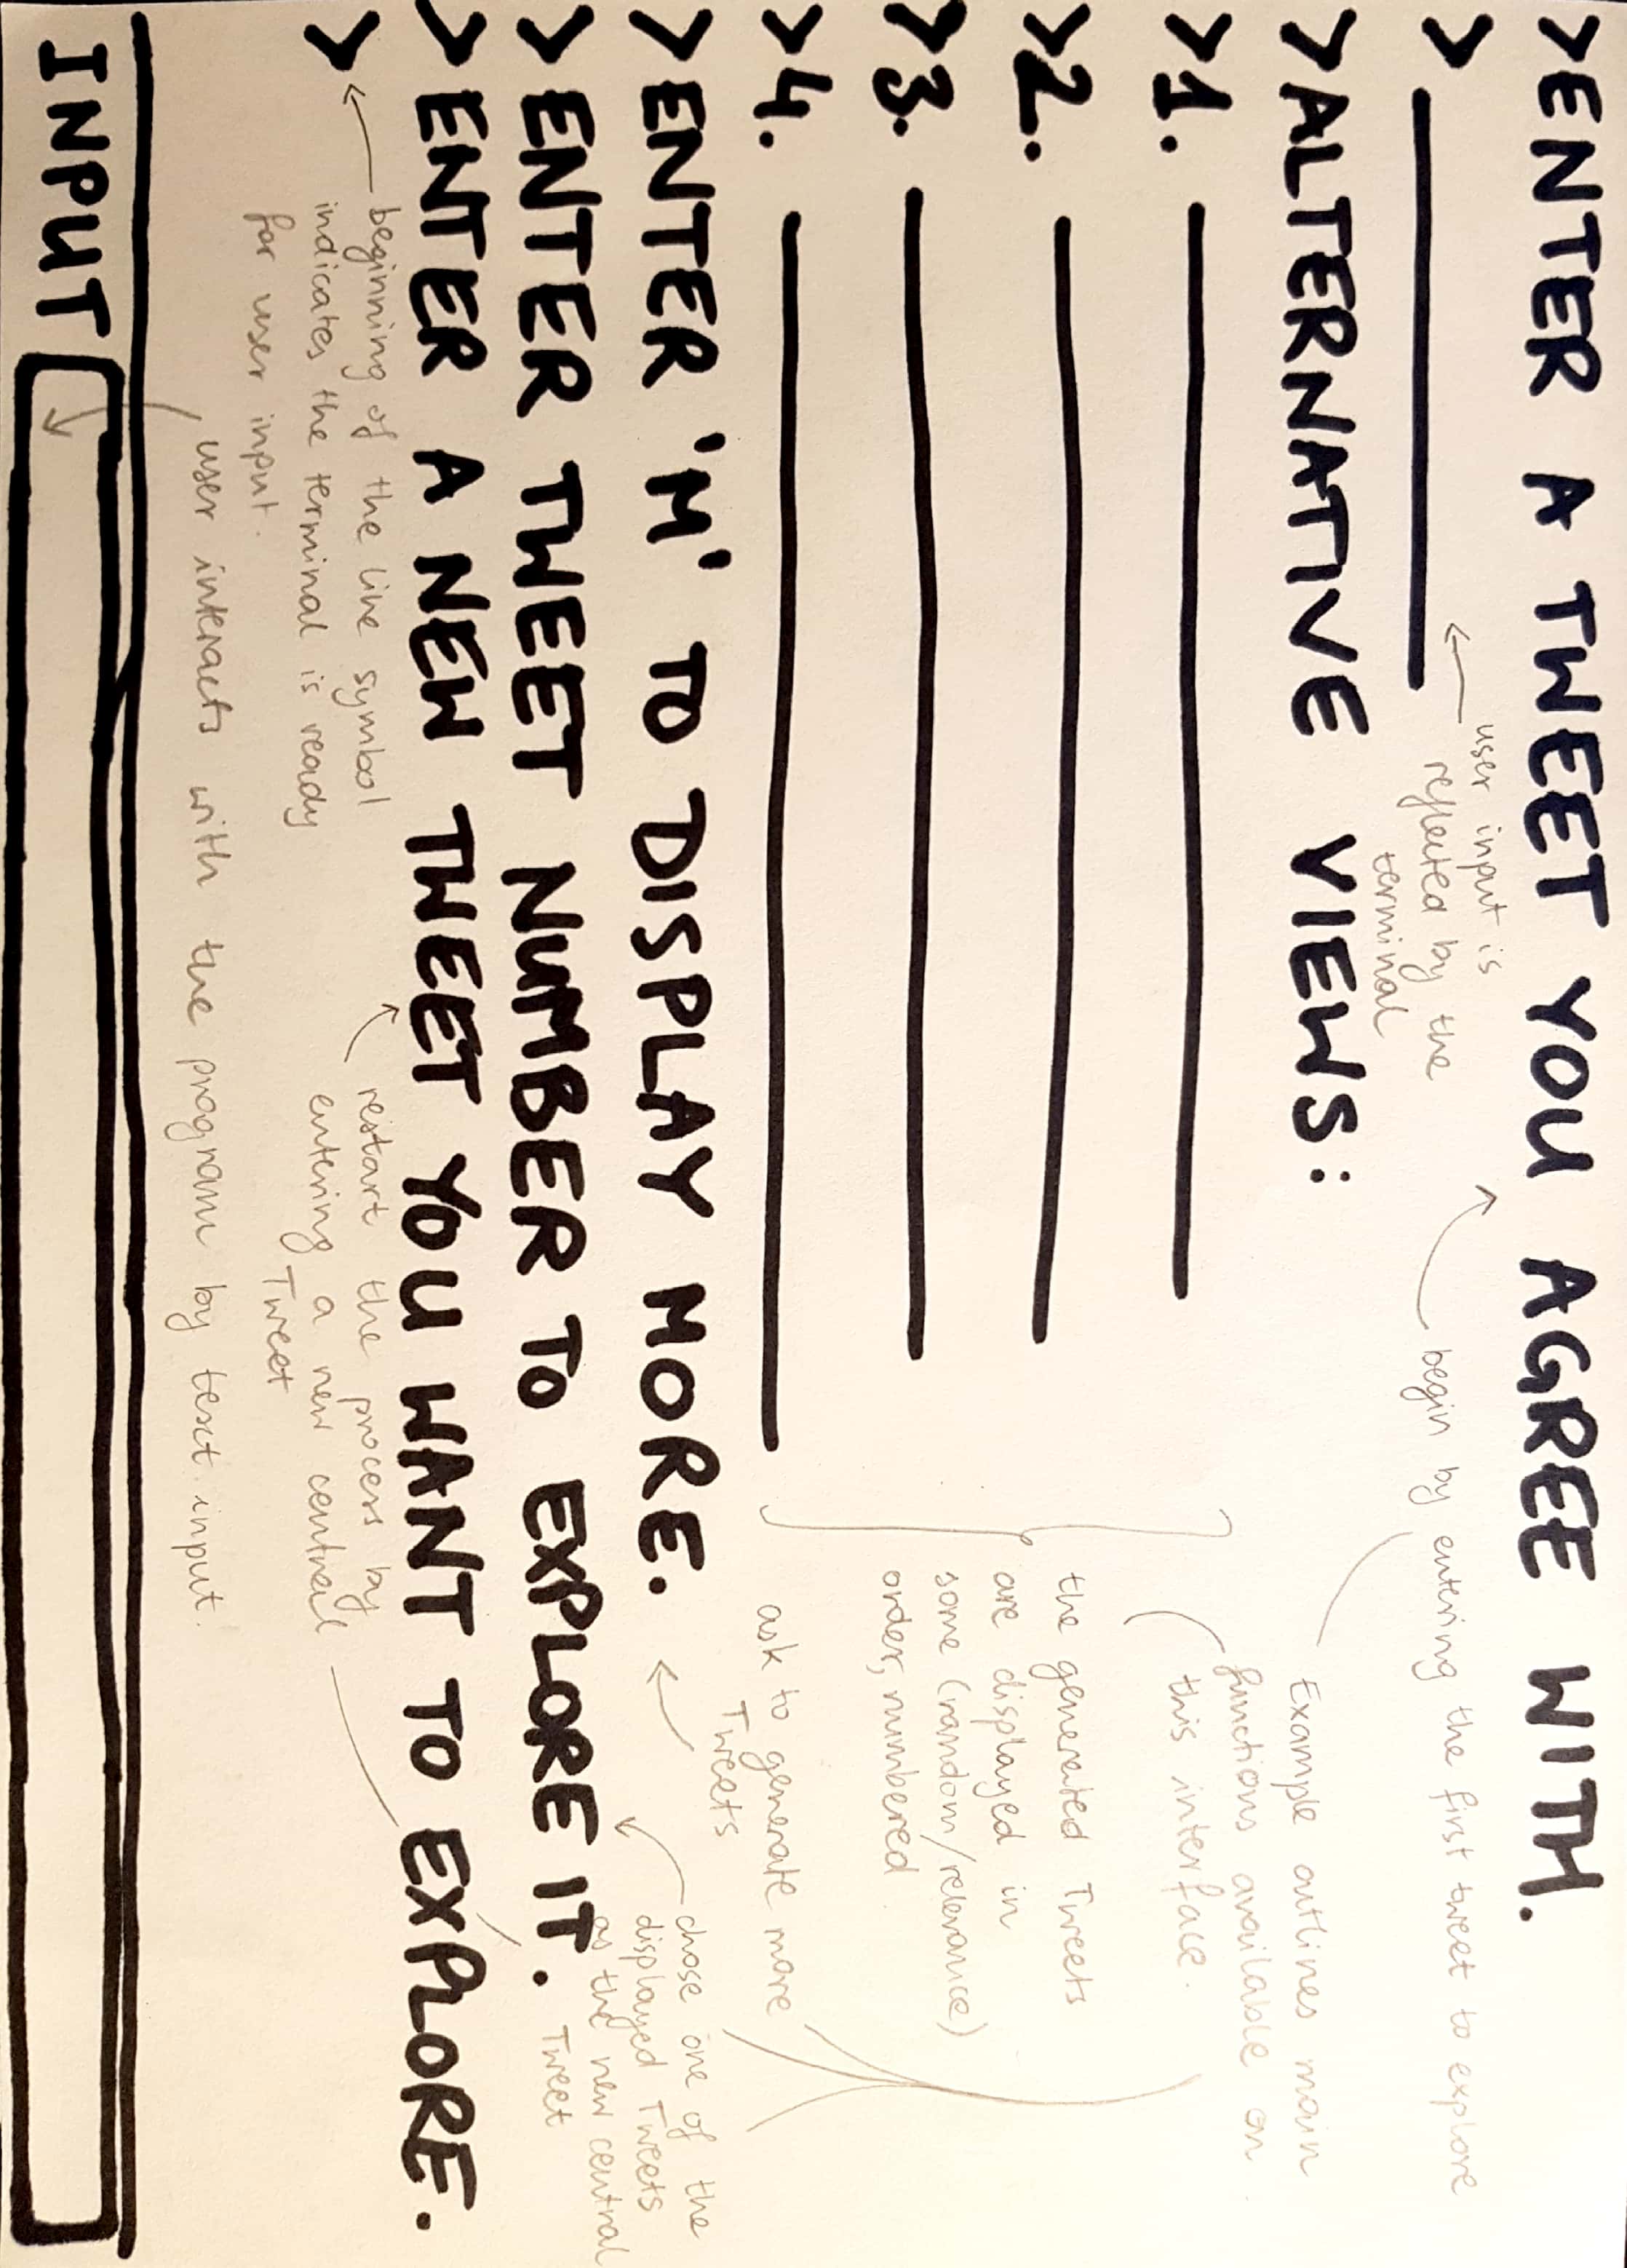 >ENTER A TWEET YOU AGREE WITH.
>
user input is
reflected by the
terminal
begin by entering the first tweet to explore
>ALTERNATIVE VIEWS:
Example outlines main
functions available on
this interface.
>1.
>2.
>3.
>4.
the generated Tweets
are displayed in
some (random/relevance)
order, numbered
>ENTER 'M' TO DISPLAY MORE.
ask to generate more
Tweets
>ENTER TWEET NUMBER TO EXPLORE IT.
chose one of the
displayed Tweets
as the new central
Tweet
>ENTER A NEW TWEET YOU WANT TO EXPLORE.
>
beginning of the line symbol
indicates the terminal is ready
for user input.
restart the process by
entering a new central
Tweet
user interacts with the program by text input.
INPUT